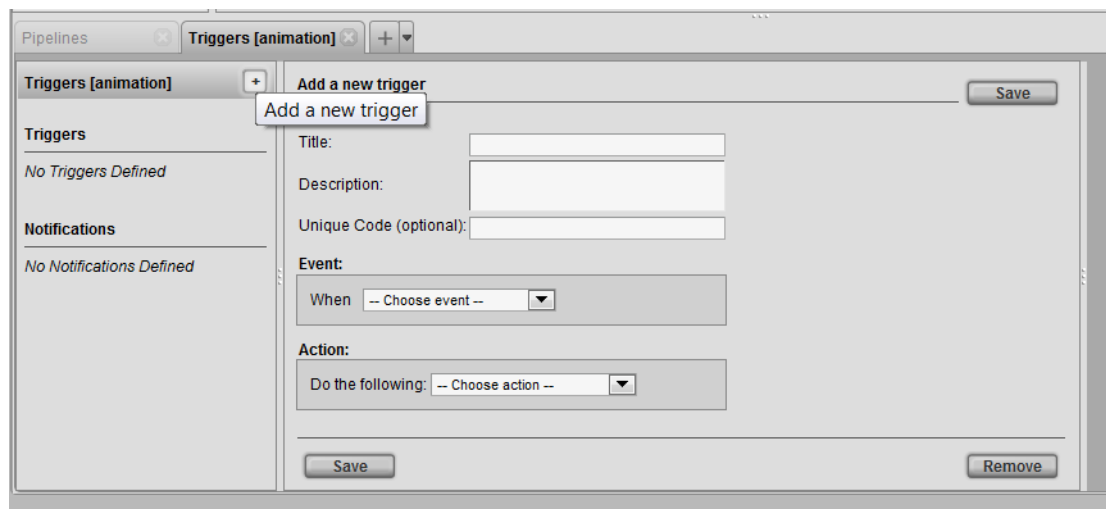 Pipelines
Triggers [animation]
+
Triggers [animation]
+
Add a new trigger
Triggers
No Triggers Defined
Notifications
No Notifications Defined
Add a new trigger
Save
Title:
Description:
Unique Code (optional):
Event:
When -- Choose event --
Action:
Do the following: -- Choose action --
Save
Remove